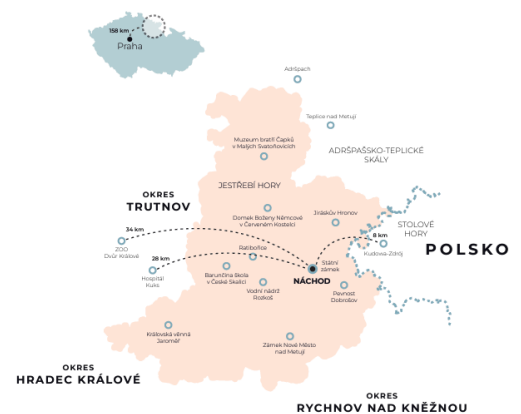 158 km
Praha
Adršpach
Teplice nad Metují
Muzeum bratří Čapků
v Malých Svatoňovicích
ADRŠPAŠSKO-TEPLICKÉ
SKÁLY
JESTŘEBÍ HORY
OKRES
TRUTNOV
Domek Boženy Němcové
v Červeném Kostelci
Jiráskův Hronov
STOLOVÉ
HORY
34 km
8 km
POLSKO
ZOO
Dvůr Králové
Ratibořice
Kudowa-Zdrój
28 km
Státní
zámek
Hospital
Kuks
Barunčina škola
v České Skalici
NÁCHOD
Vodní nádrž
Rozkoš
Pevnost
Dobrošov
Královská věnná
Jaroměř
Zámek Nové Město
nad Metují
OKRES
HRADEC KRÁLOVÉ
OKRES
RYCHNOV NAD KNĚŽNOU